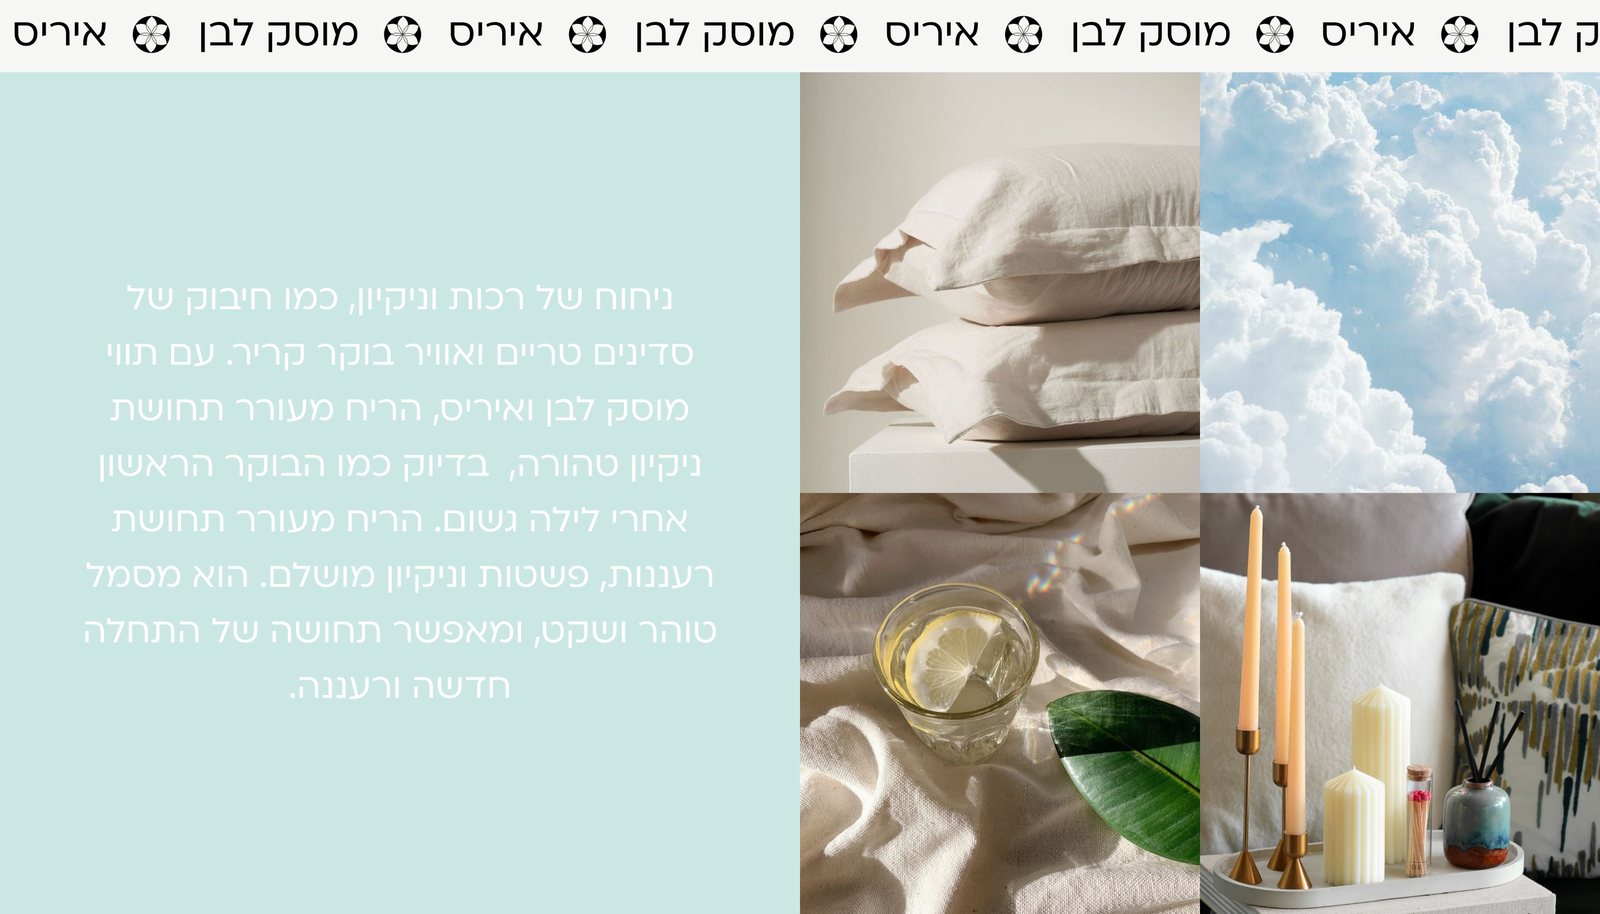 איריס מוסק לבן איריס מוסק לבן איריס מוסק לבן איריס ק לבן
ניחוח של רכות וניקיון, כמו חיבוק של
סדינים טריים ואוויר בוקר קריר. עם תווי
מוסק לבן ואיריס, הריח מעורר תחושת
ניקיון טהורה,  בדיוק כמו הבוקר הראשון
אחרי לילה גשום. הריח מעורר תחושת
רעננות, פשטות וניקיון מושלם. הוא מסמל
טוהר ושקט, ומאפשר תחושה של התחלה
חדשה ורעננה.